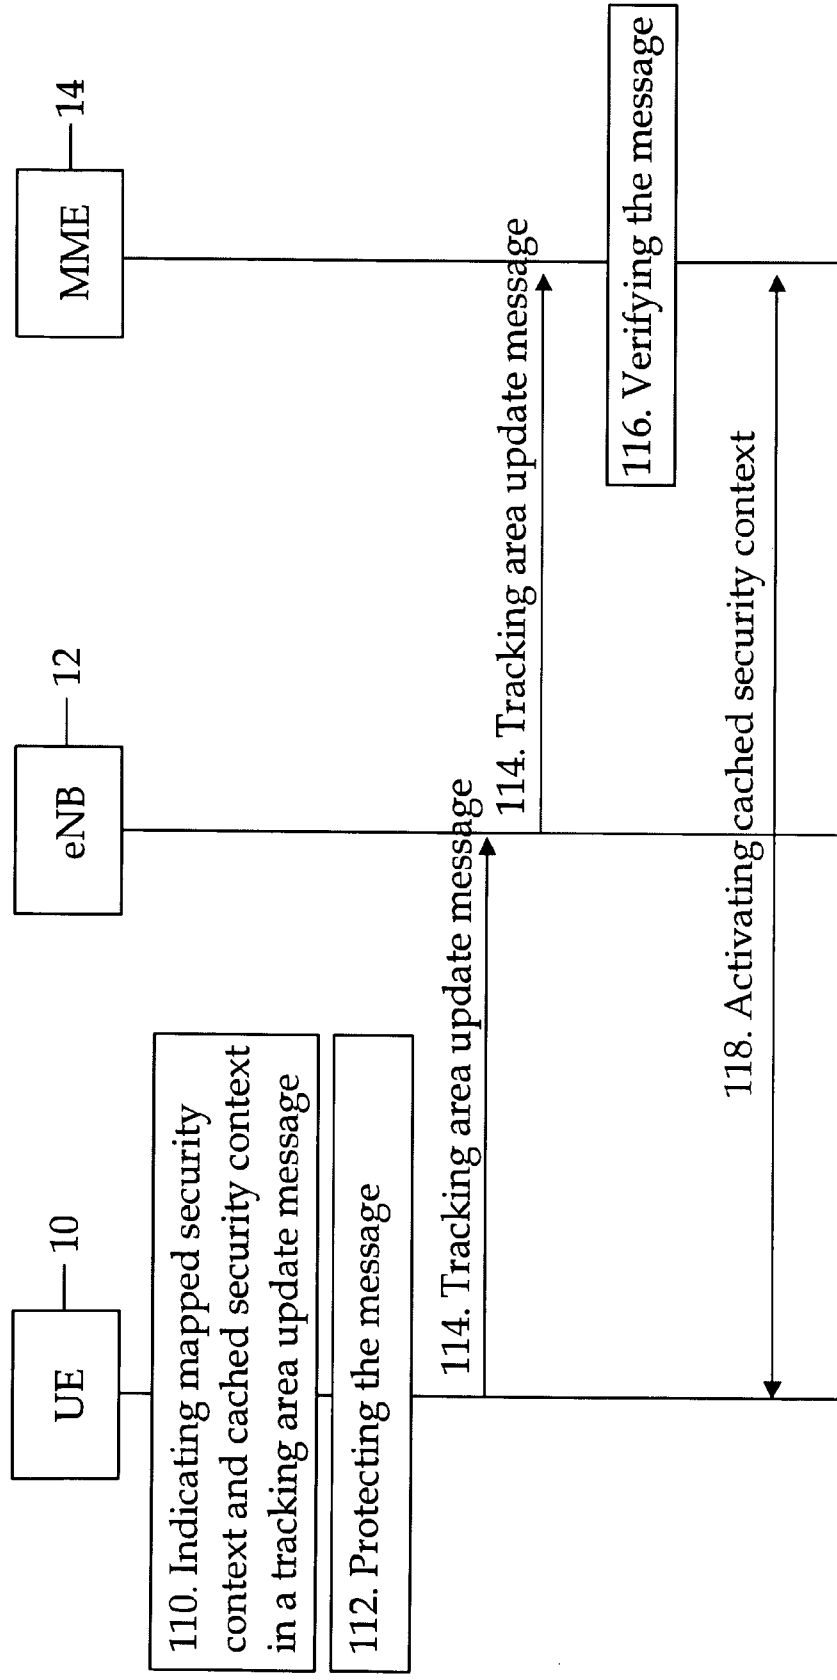 UE
10
eNB
12
MME
14
110. Indicating mapped security
context and cached security context
in a tracking area update message
112. Protecting the message
114. Tracking area update message
114. Tracking area update message
116. Verifying the message
118. Activating cached security context